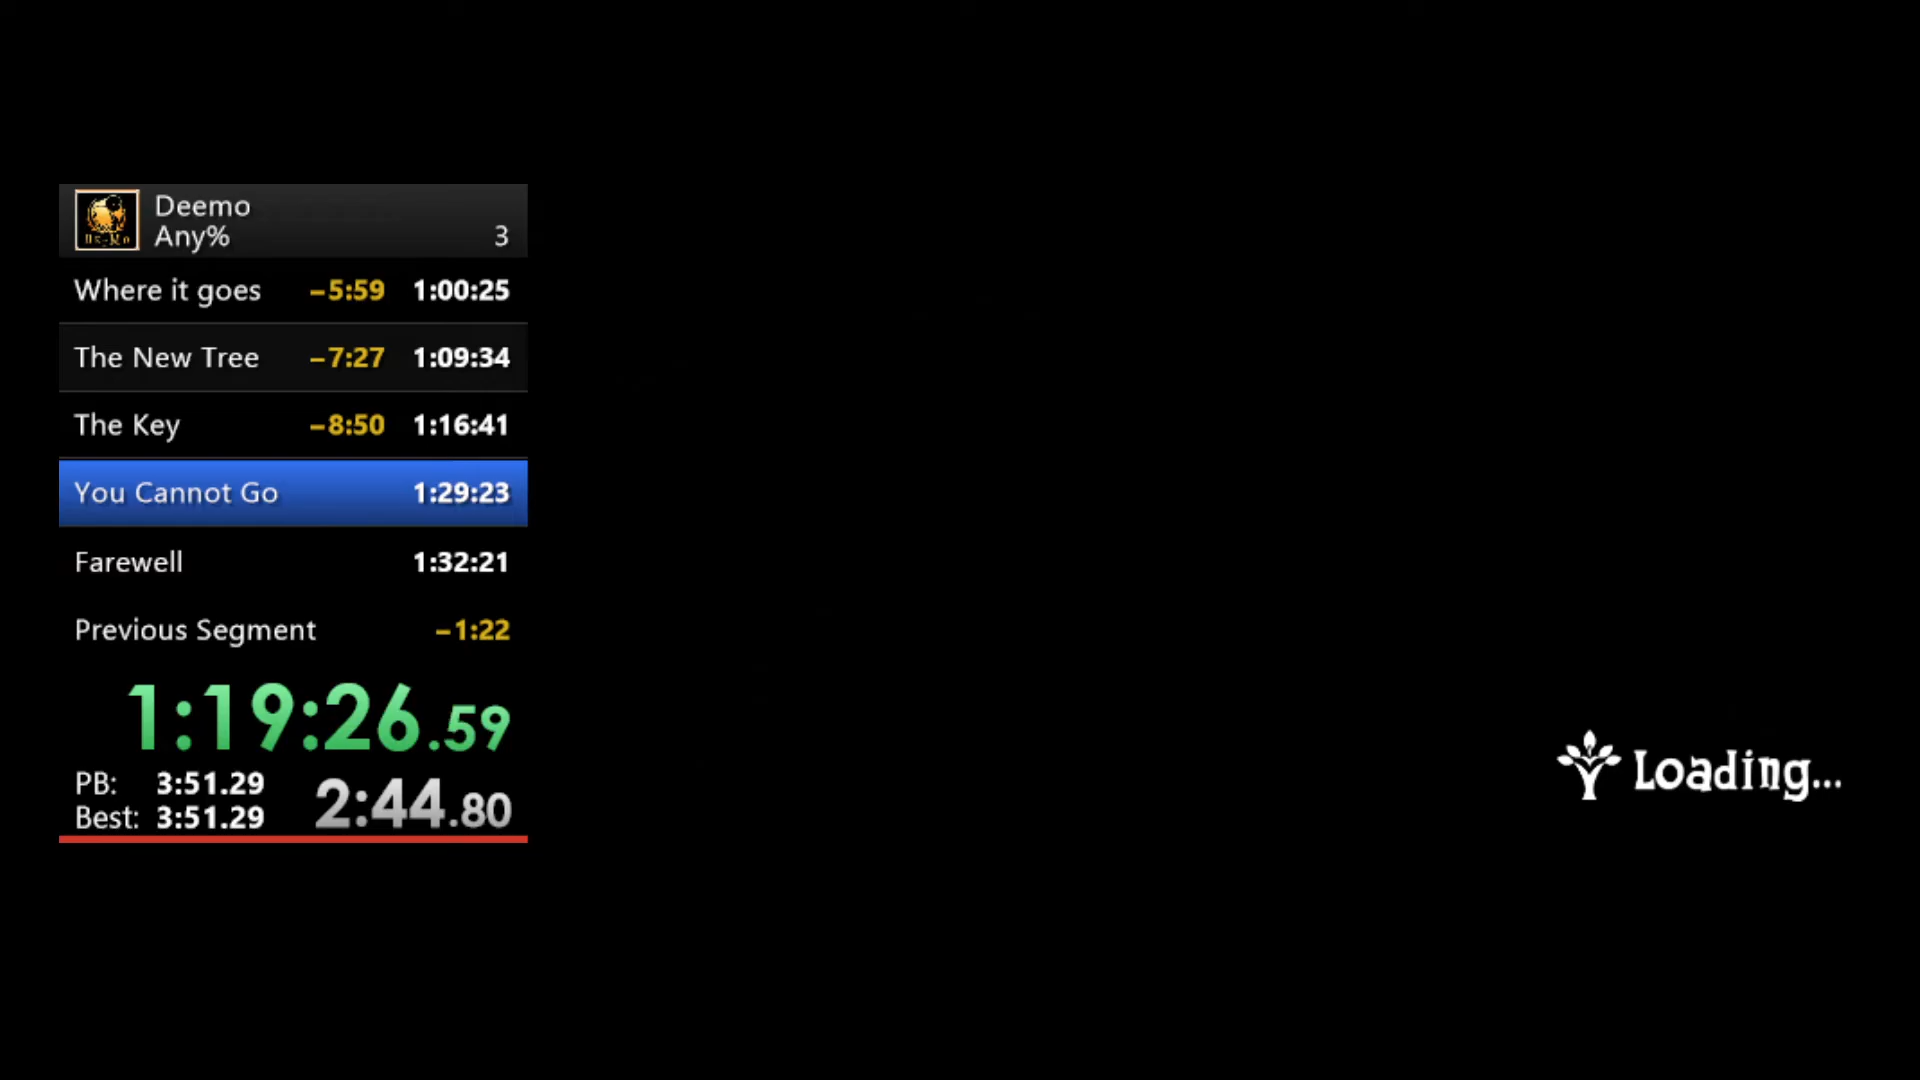 Deemo
Any% 3
Where it goes −5:59 1:00:25
The New Tree −7:27 1:09:34
The Key −8:50 1:16:41
You Cannot Go 1:29:23
Farewell 1:32:21
Previous Segment −1:22
1:19:26.59
PB: 3:51.29
Best: 3:51.29
2:44.80
Loading...